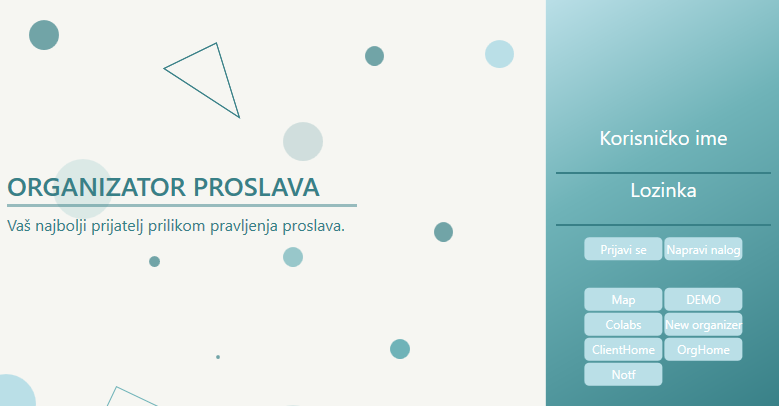 ORGANIZATOR PROSLAVA
Vaš najbolji prijatelj prilikom pravljenja proslava.
Korisničko ime
Lozinka
Prijavi se
Napravi nalog
Map
DEMO
Colabs
New organizer
ClientHome
OrgHome
Notf